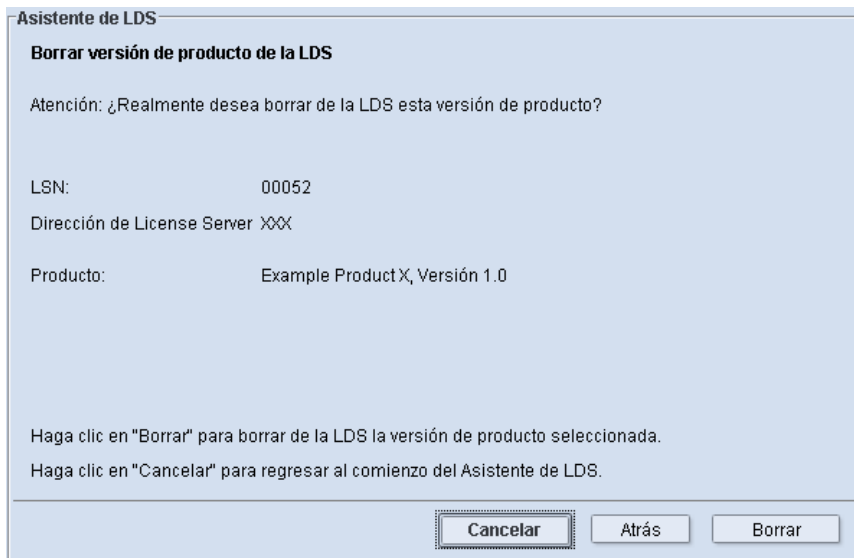 Asistente de LDS
Borrar versión de producto de la LDS
Atención: ¿Realmente desea borrar de la LDS esta versión de producto?
LSN: 00052
Dirección de License Server XXX
Producto: Example Product X, Versión 1.0
Haga clic en "Borrar" para borrar de la LDS la versión de producto seleccionada.
Haga clic en "Cancelar" para regresar al comienzo del Asistente de LDS.
Cancelar Atrás Borrar